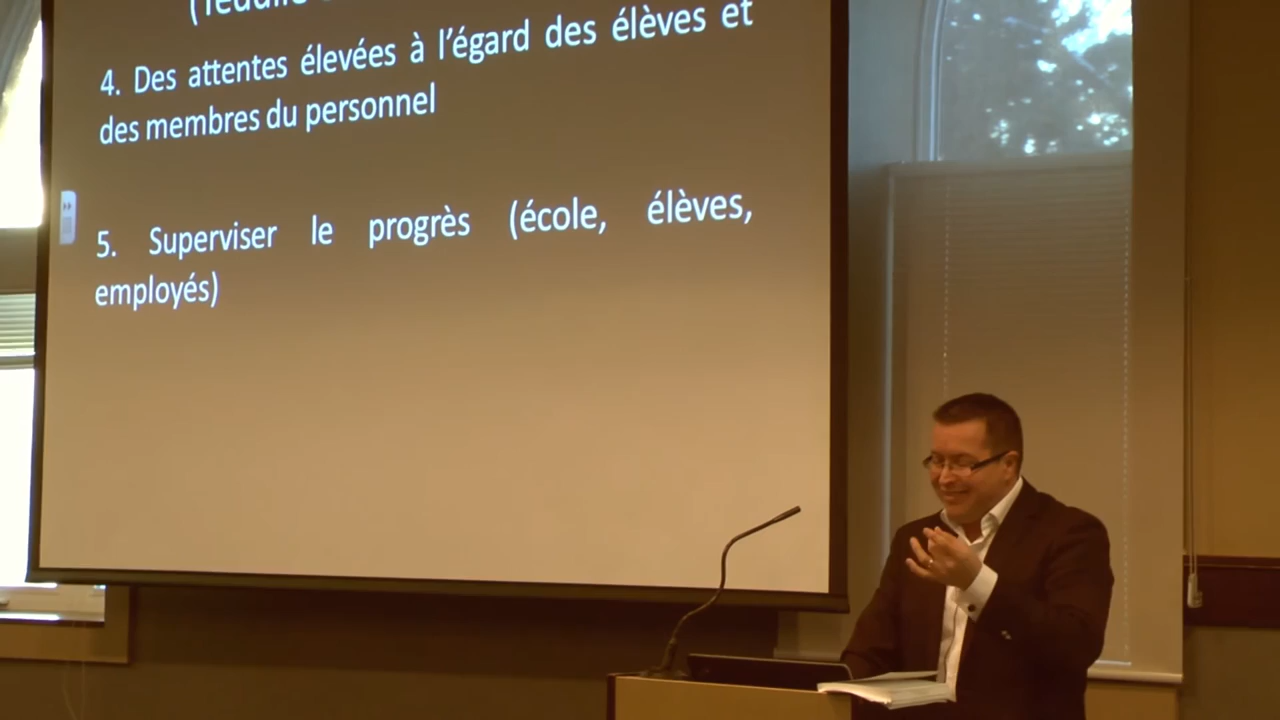 4. Des attentes élevées à l'égard des élèves et
des membres du personnel
5. Superviser le progrès (école, élèves,
employés)